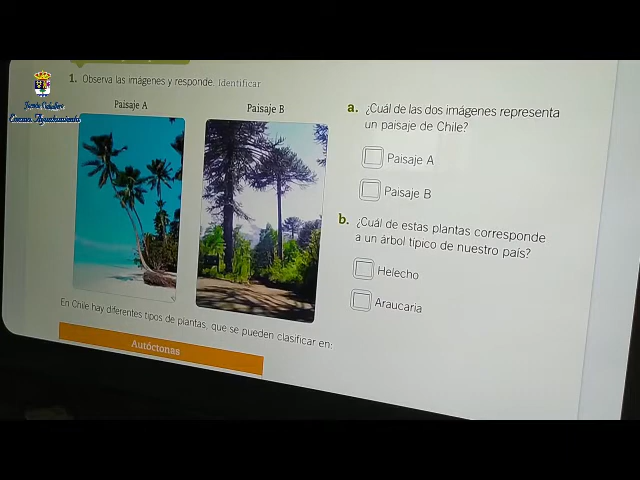 1. Observa las imágenes y responde. Identificar
Paisaje A
Paisaje B
a. ¿Cuál de las dos imágenes representa
un paisaje de Chile?
Paisaje A
Paisaje B
b. ¿Cuál de estas plantas corresponde
a un árbol típico de nuestro país?
Helecho
Araucaria
En Chile hay diferentes tipos de plantas, que se pueden clasificar en:
Autóctonas